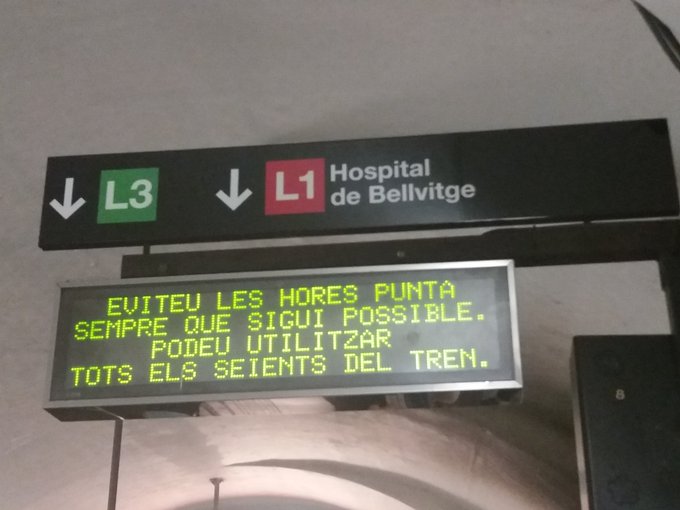 L3
L1 Hospital
de Bellvitge
EVITEU LES HORES PUNTA
SEMPRE QUE SIGUI POSSIBLE.
PODEU UTILITZAR
TOTS ELS SEIENTS DEL TREN.
8